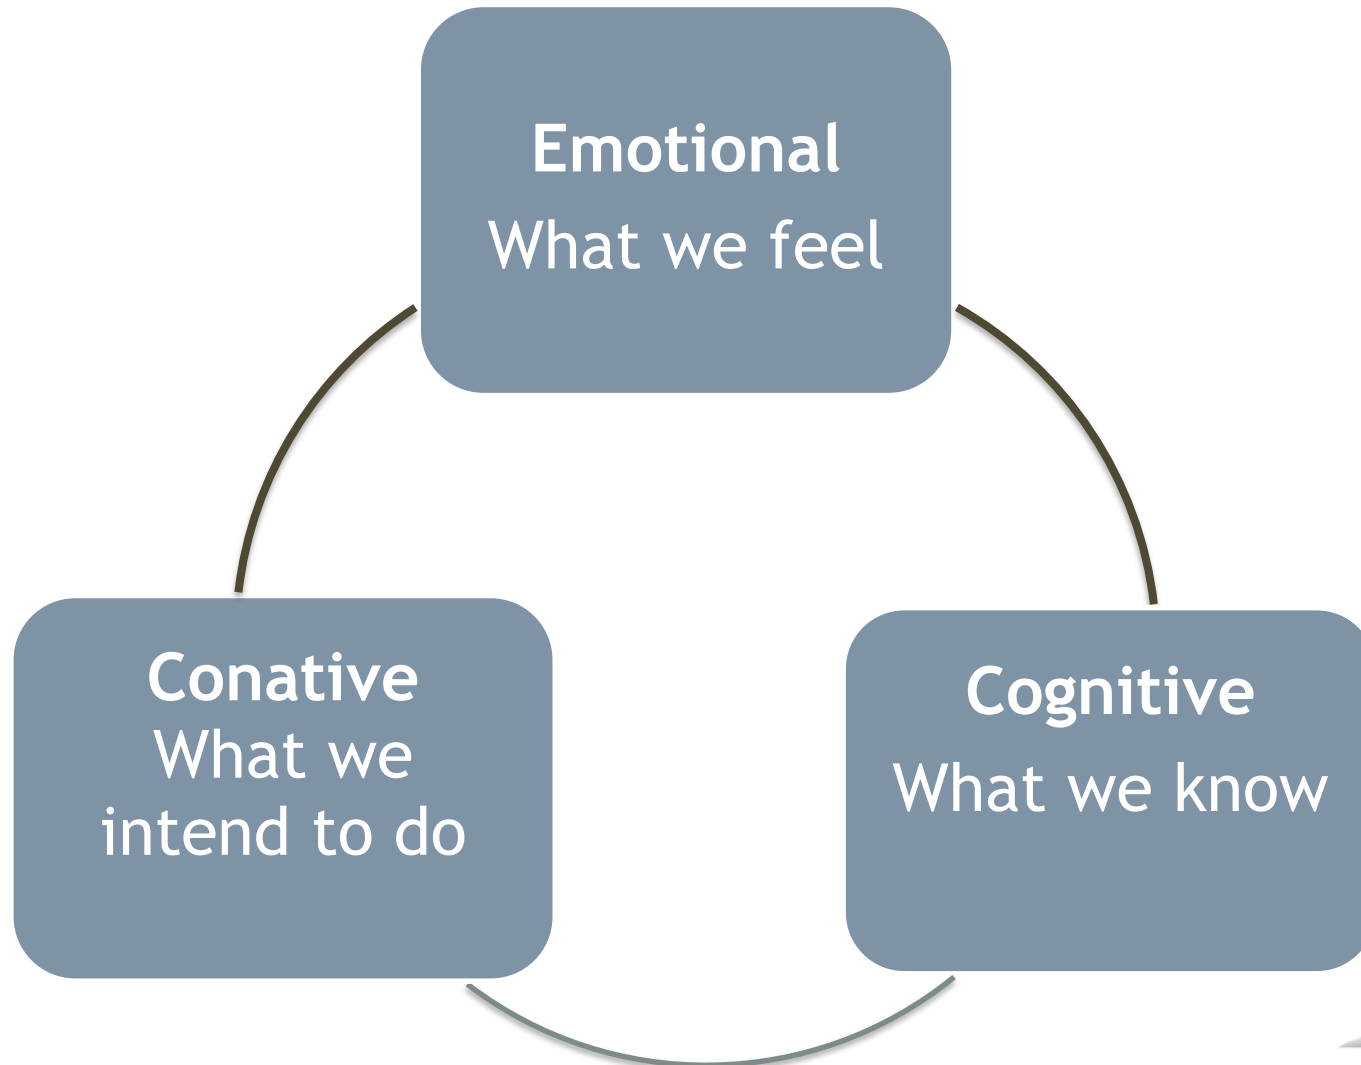 Emotional
What we feel
Conative
What we
intend to do
Cognitive
What we know